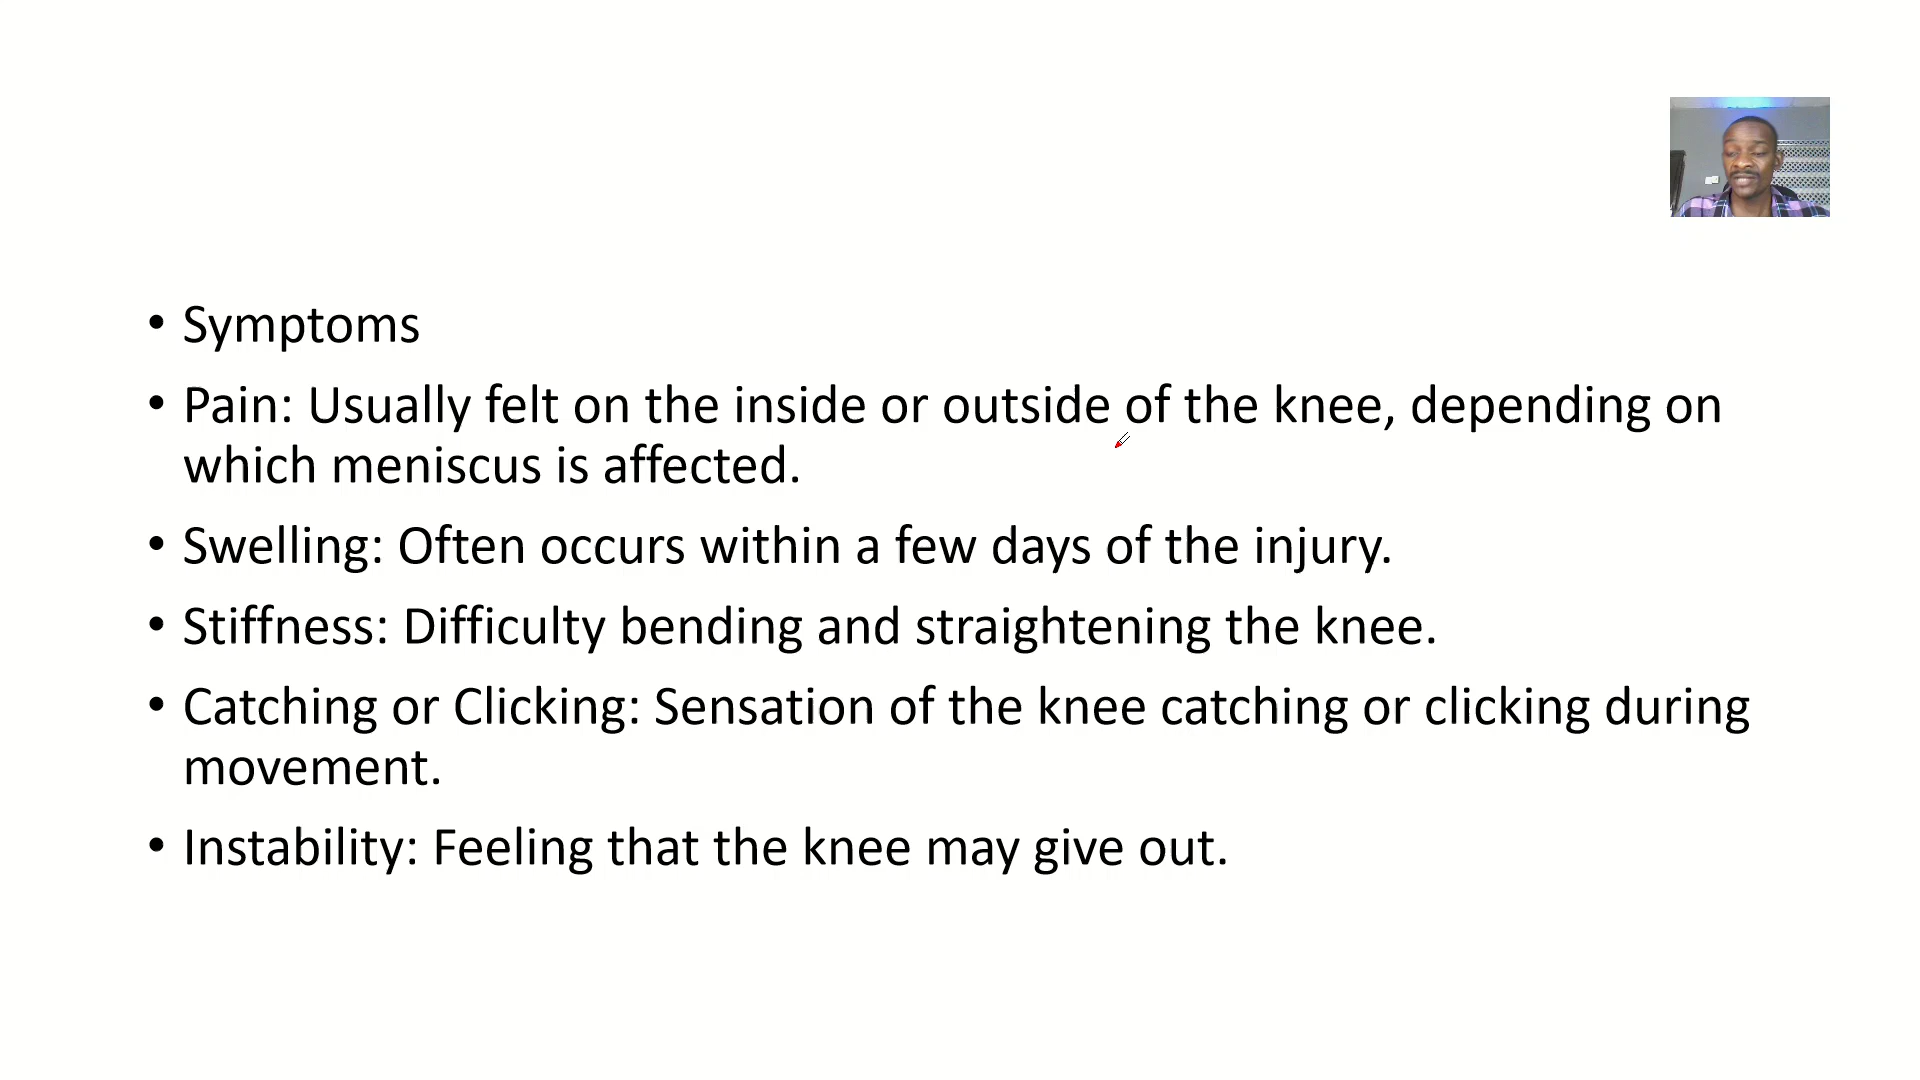 • Symptoms
• Pain: Usually felt on the inside or outside of the knee, depending on
which meniscus is affected.
• Swelling: Often occurs within a few days of the injury.
• Stiffness: Difficulty bending and straightening the knee.
• Catching or Clicking: Sensation of the knee catching or clicking during
movement.
• Instability: Feeling that the knee may give out.